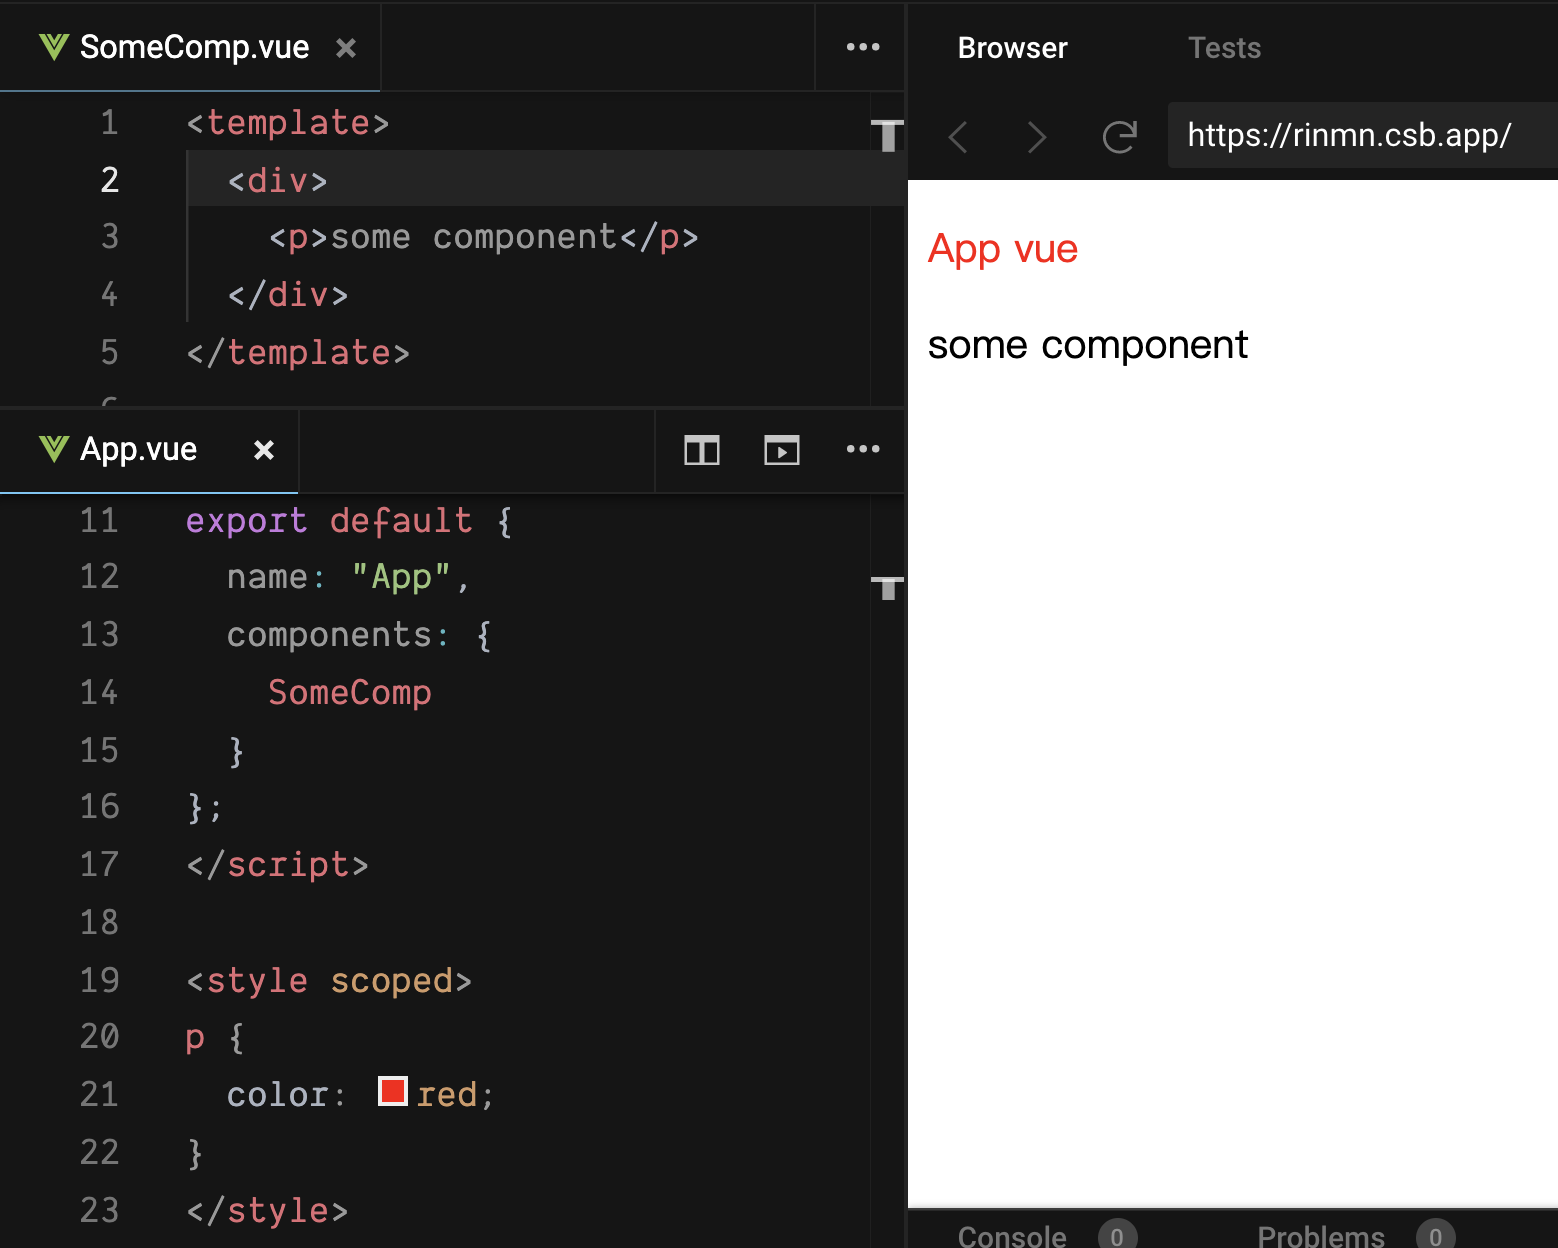 SomeComp.vue
1 <template>
2 <div>
3 <p>some component</p>
4 </div>
5 </template>
App.vue
11 export default {
12 name: "App",
13 components: {
14 SomeComp
15 }
16 };
17 </script>
18
19 <style scoped>
20 p {
21 color: red;
22 }
23 </style>
Browser Tests
https://rinmn.csb.app/
App vue
some component
Console 0 Problems 0